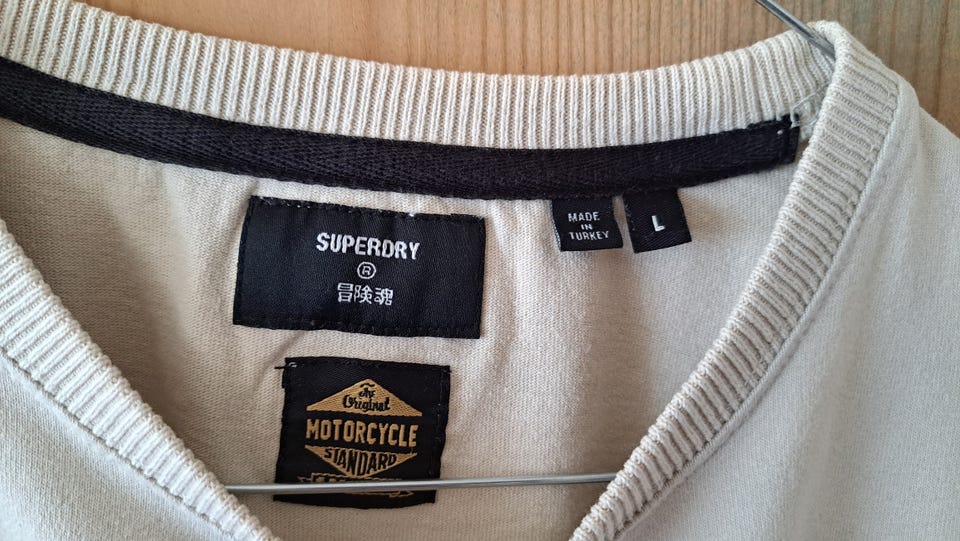 SUPERDRY
®
冒険魂
MADE
IN
TURKEY
L
The
Original
MOTORCYCLE
STANDARD